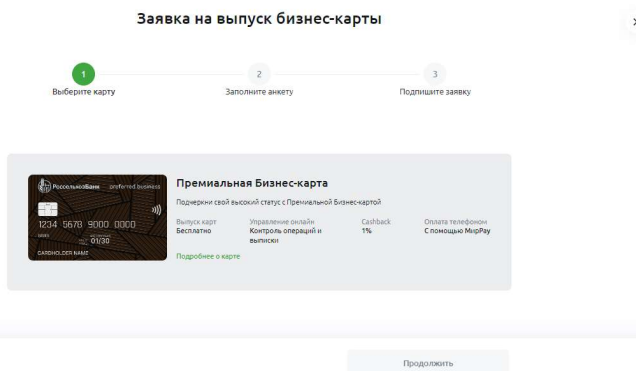 Заявка на выпуск бизнес-карты
1
2
3
Выберите карту
Заполните анкету
Подпишите заявку
РоссельхозБанк preferred business
1234 5678 9000 0000
01/30
CARDHOLDER NAME
Премиальная Бизнес-карта
Подчеркни свой высокий статус с Премиальной Бизнес-картой
Выпуск карт
Бесплатно
Управление онлайн
Контроль операций и
выписки
Cashback
1%
Оплата телефоном
С помощью МирPay
Подробнее о карте
Продолжить